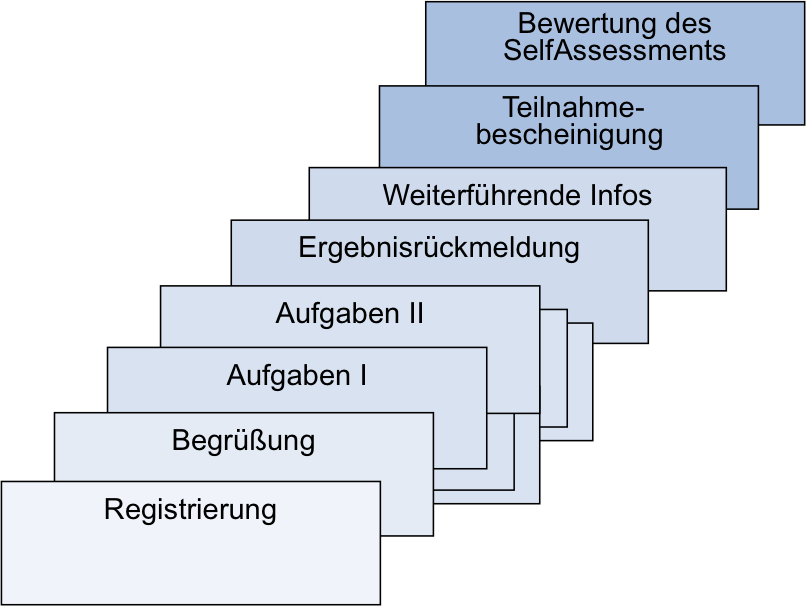 Bewertung des
SelfAssessments
Teilnahme-
bescheinigung
Weiterführende Infos
Ergebnisrückmeldung
Aufgaben II
Aufgaben I
Begrüßung
Registrierung